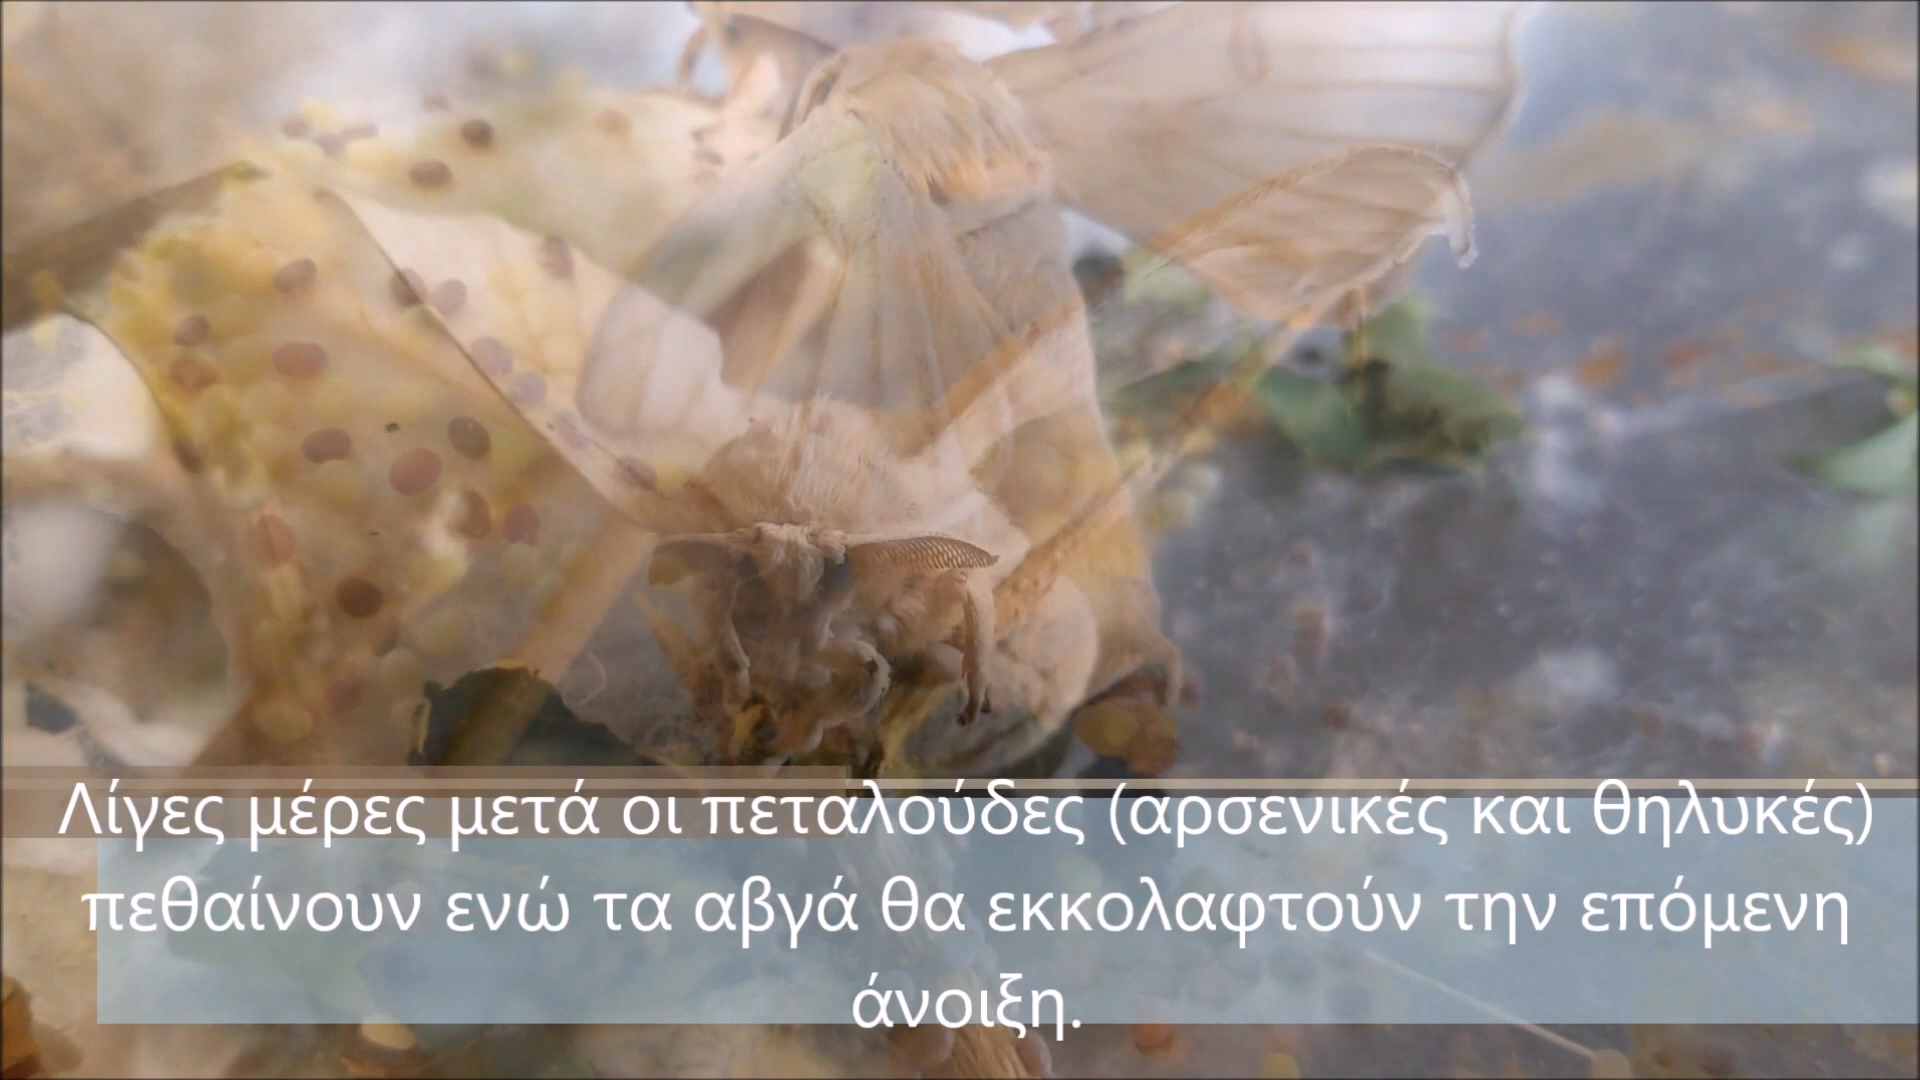 Λίγες μέρες μετά οι πεταλούδες (αρσενικές και θηλυκές)
πεθαίνουν ενώ τα αβγά θα εκκολαφτούν την επόμενη
άνοιξη.